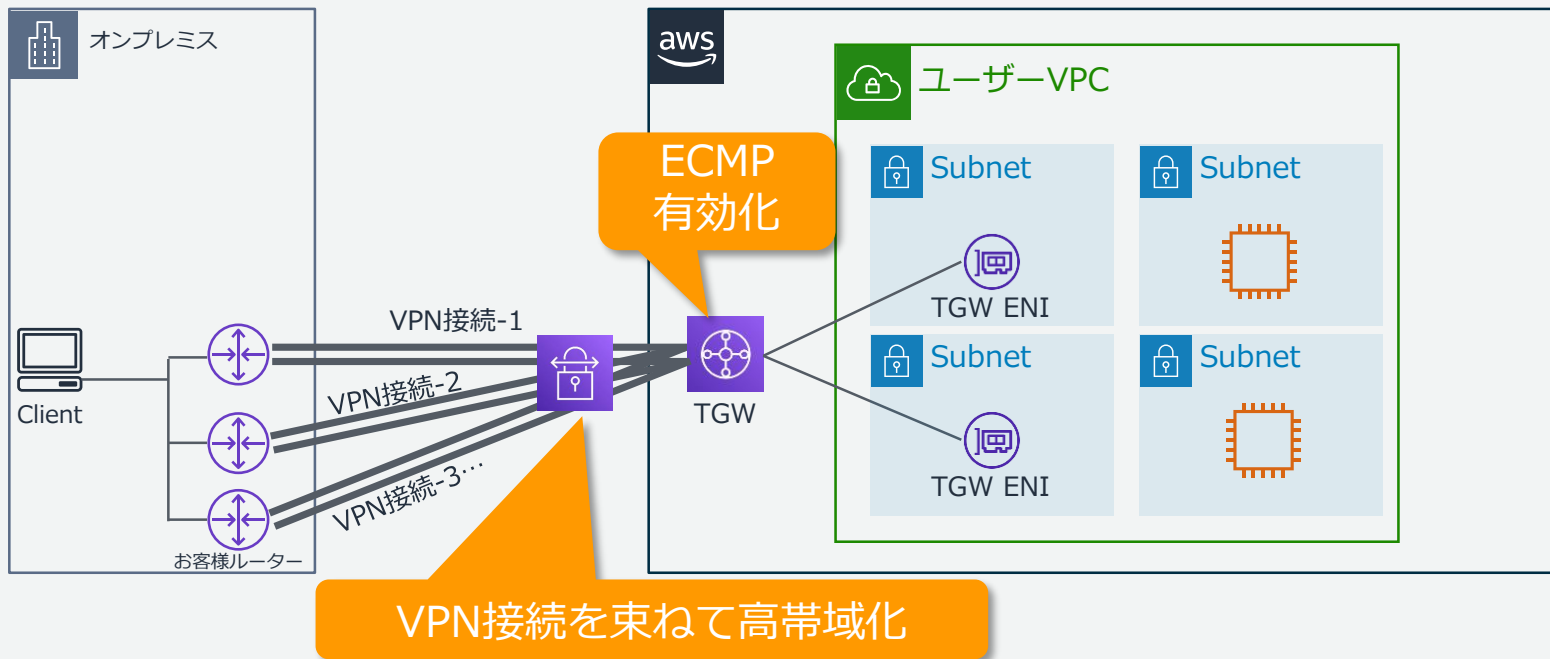 オンプレミス
aws
ユーザーVPC
ECMP
有効化
Subnet
Subnet
TGW ENI
VPN接続-1
Subnet
Subnet
VPN接続-2
Client
TGW
TGW ENI
VPN接続-3…
お客様ルーター
VPN接続を束ねて高帯域化